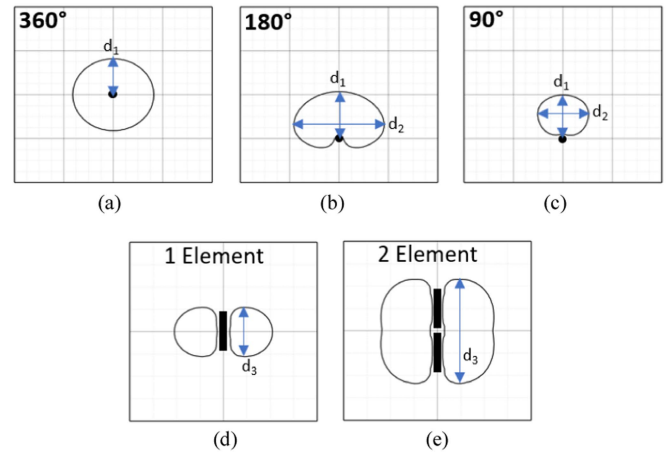 360°
d₁
(a)
180°
d₁
d₂
(b)
90°
d₁
d₂
(c)
1 Element
d₃
(d)
2 Element
d₃
(e)